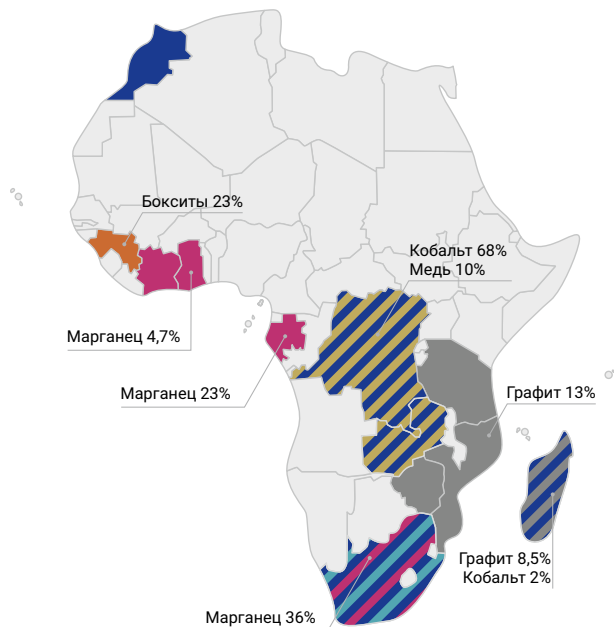 Бокситы 23%
Кобальт 68%
Медь 10%
Марганец 4,7%
Марганец 23%
Графит 13%
Графит 8,5%
Кобальт 2%
Марганец 36%